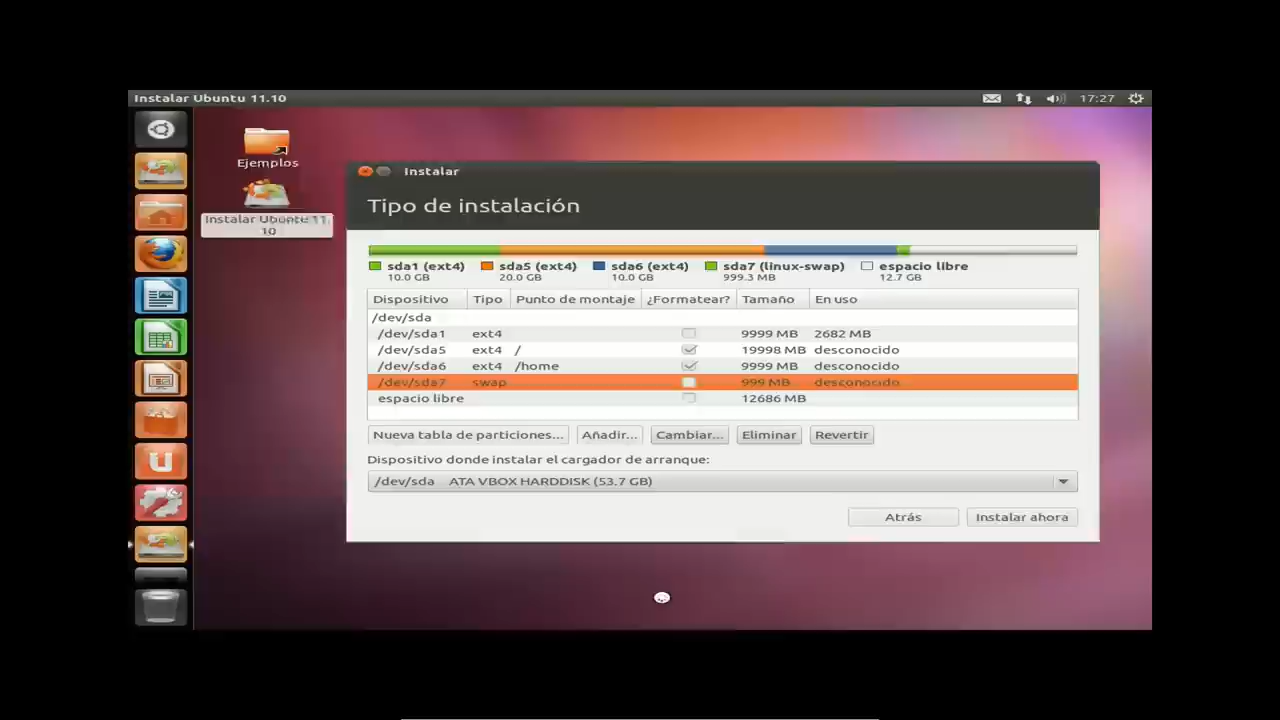 Instalar Ubuntu 11.10
17:27
Ejemplos
Instalar Ubuntu 11.
10
Instalar
Tipo de instalación
sda1 (ext4) sda5 (ext4) sda6 (ext4) sda7 (linux-swap) espacio libre
10.0 GB 20.0 GB 10.0 GB 999.3 MB 12.7 GB
Dispositivo Tipo Punto de montaje ¿Formatear? Tamaño En uso
/dev/sda
/dev/sda1 ext4 9999 MB 2682 MB
/dev/sda5 ext4 / 19998 MB desconocido
/dev/sda6 ext4 /home 9999 MB desconocido
/dev/sda7 swap 999 MB desconocido
espacio libre 12686 MB
Nueva tabla de particiones... Añadir... Cambiar... Eliminar Revertir
Dispositivo donde instalar el cargador de arranque:
/dev/sda ATA VBOX HARDDISK (53.7 GB)
Atrás Instalar ahora